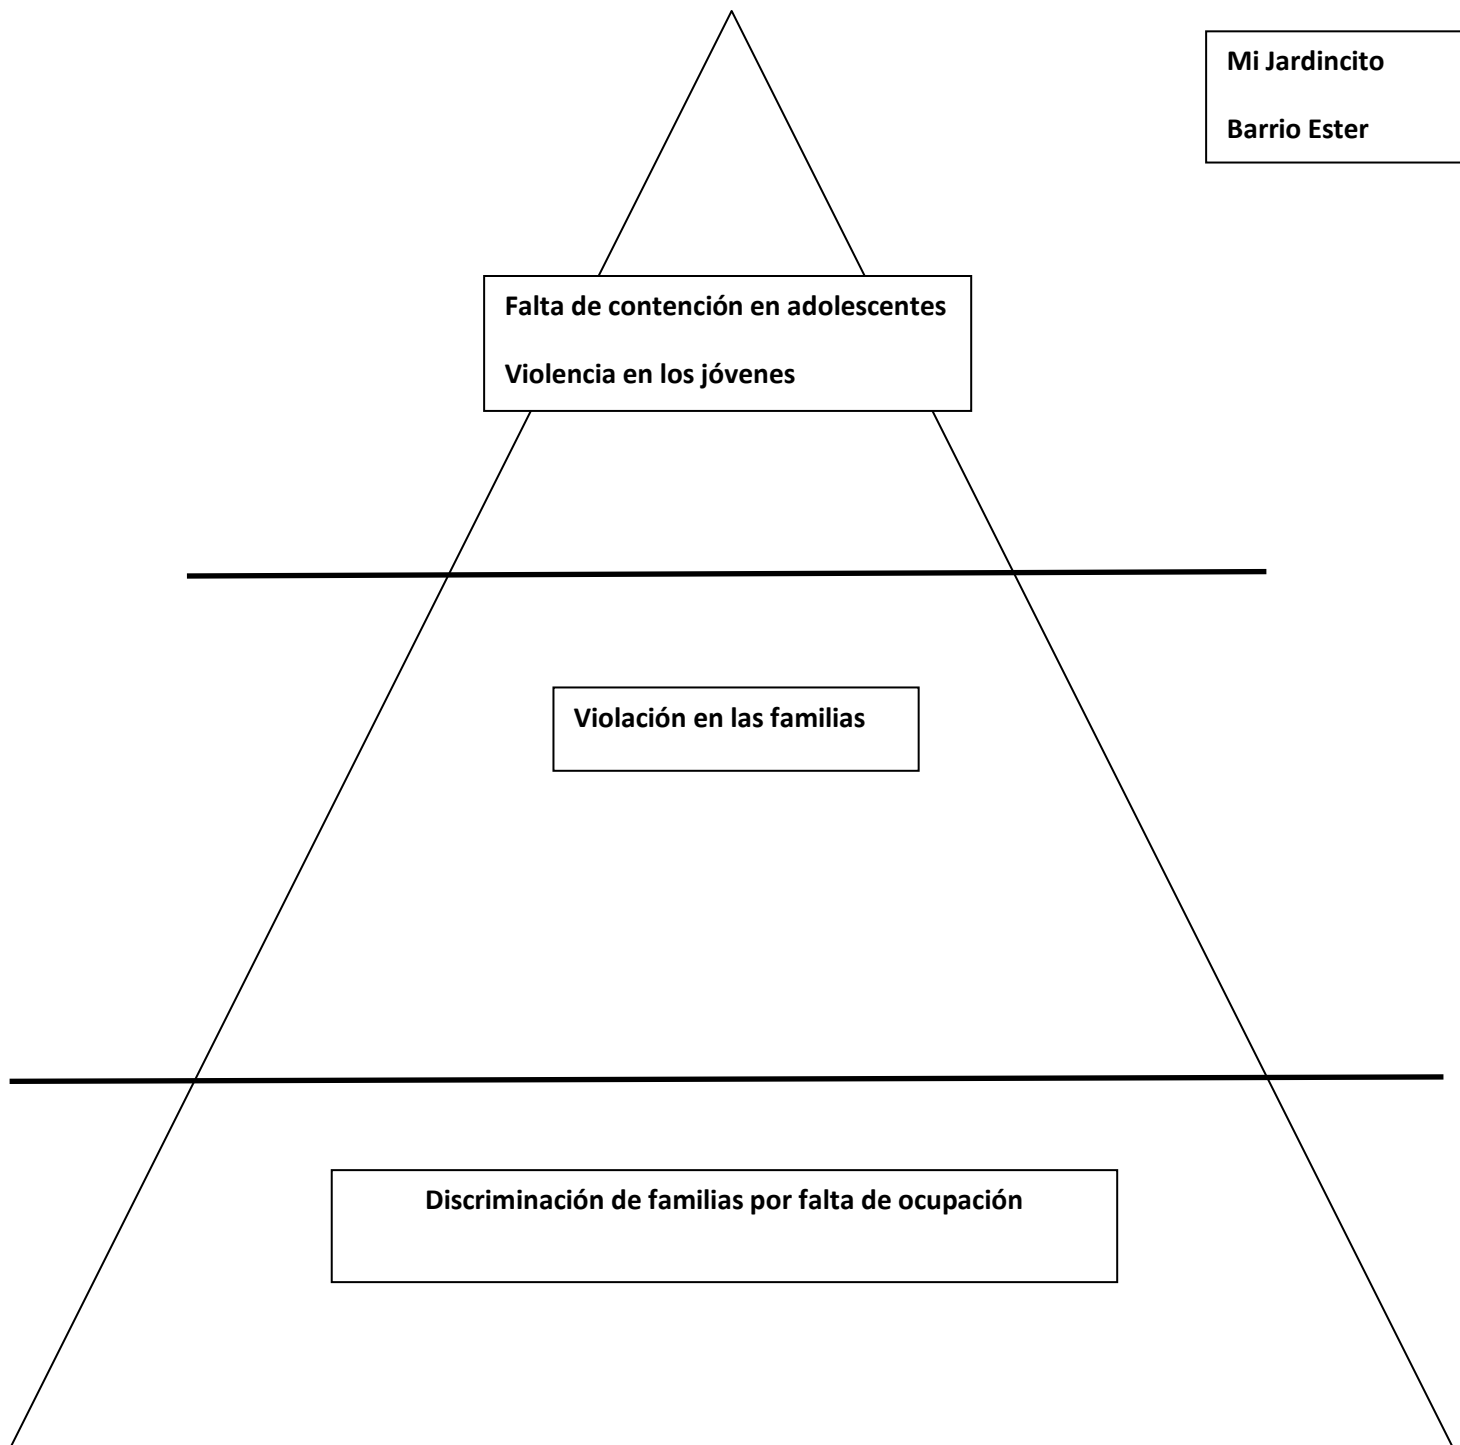 Mi Jardincito
Barrio Ester
Falta de contención en adolescentes
Violencia en los jóvenes
Violación en las familias
Discriminación de familias por falta de ocupación